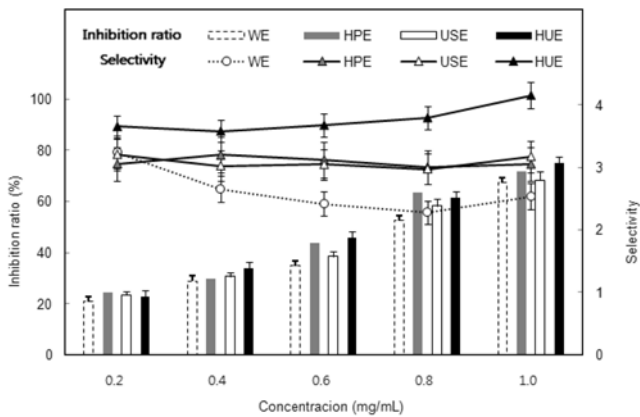 Inhibition ratio WE HPE USE HUE
Selectivity WE HPE USE HUE
100
80
60
40
20
0
Inhibition ratio (%)
4
3
2
1
0
Selectivity
0.2 0.4 0.6 0.8 1.0
Concentracion (mg/mL)